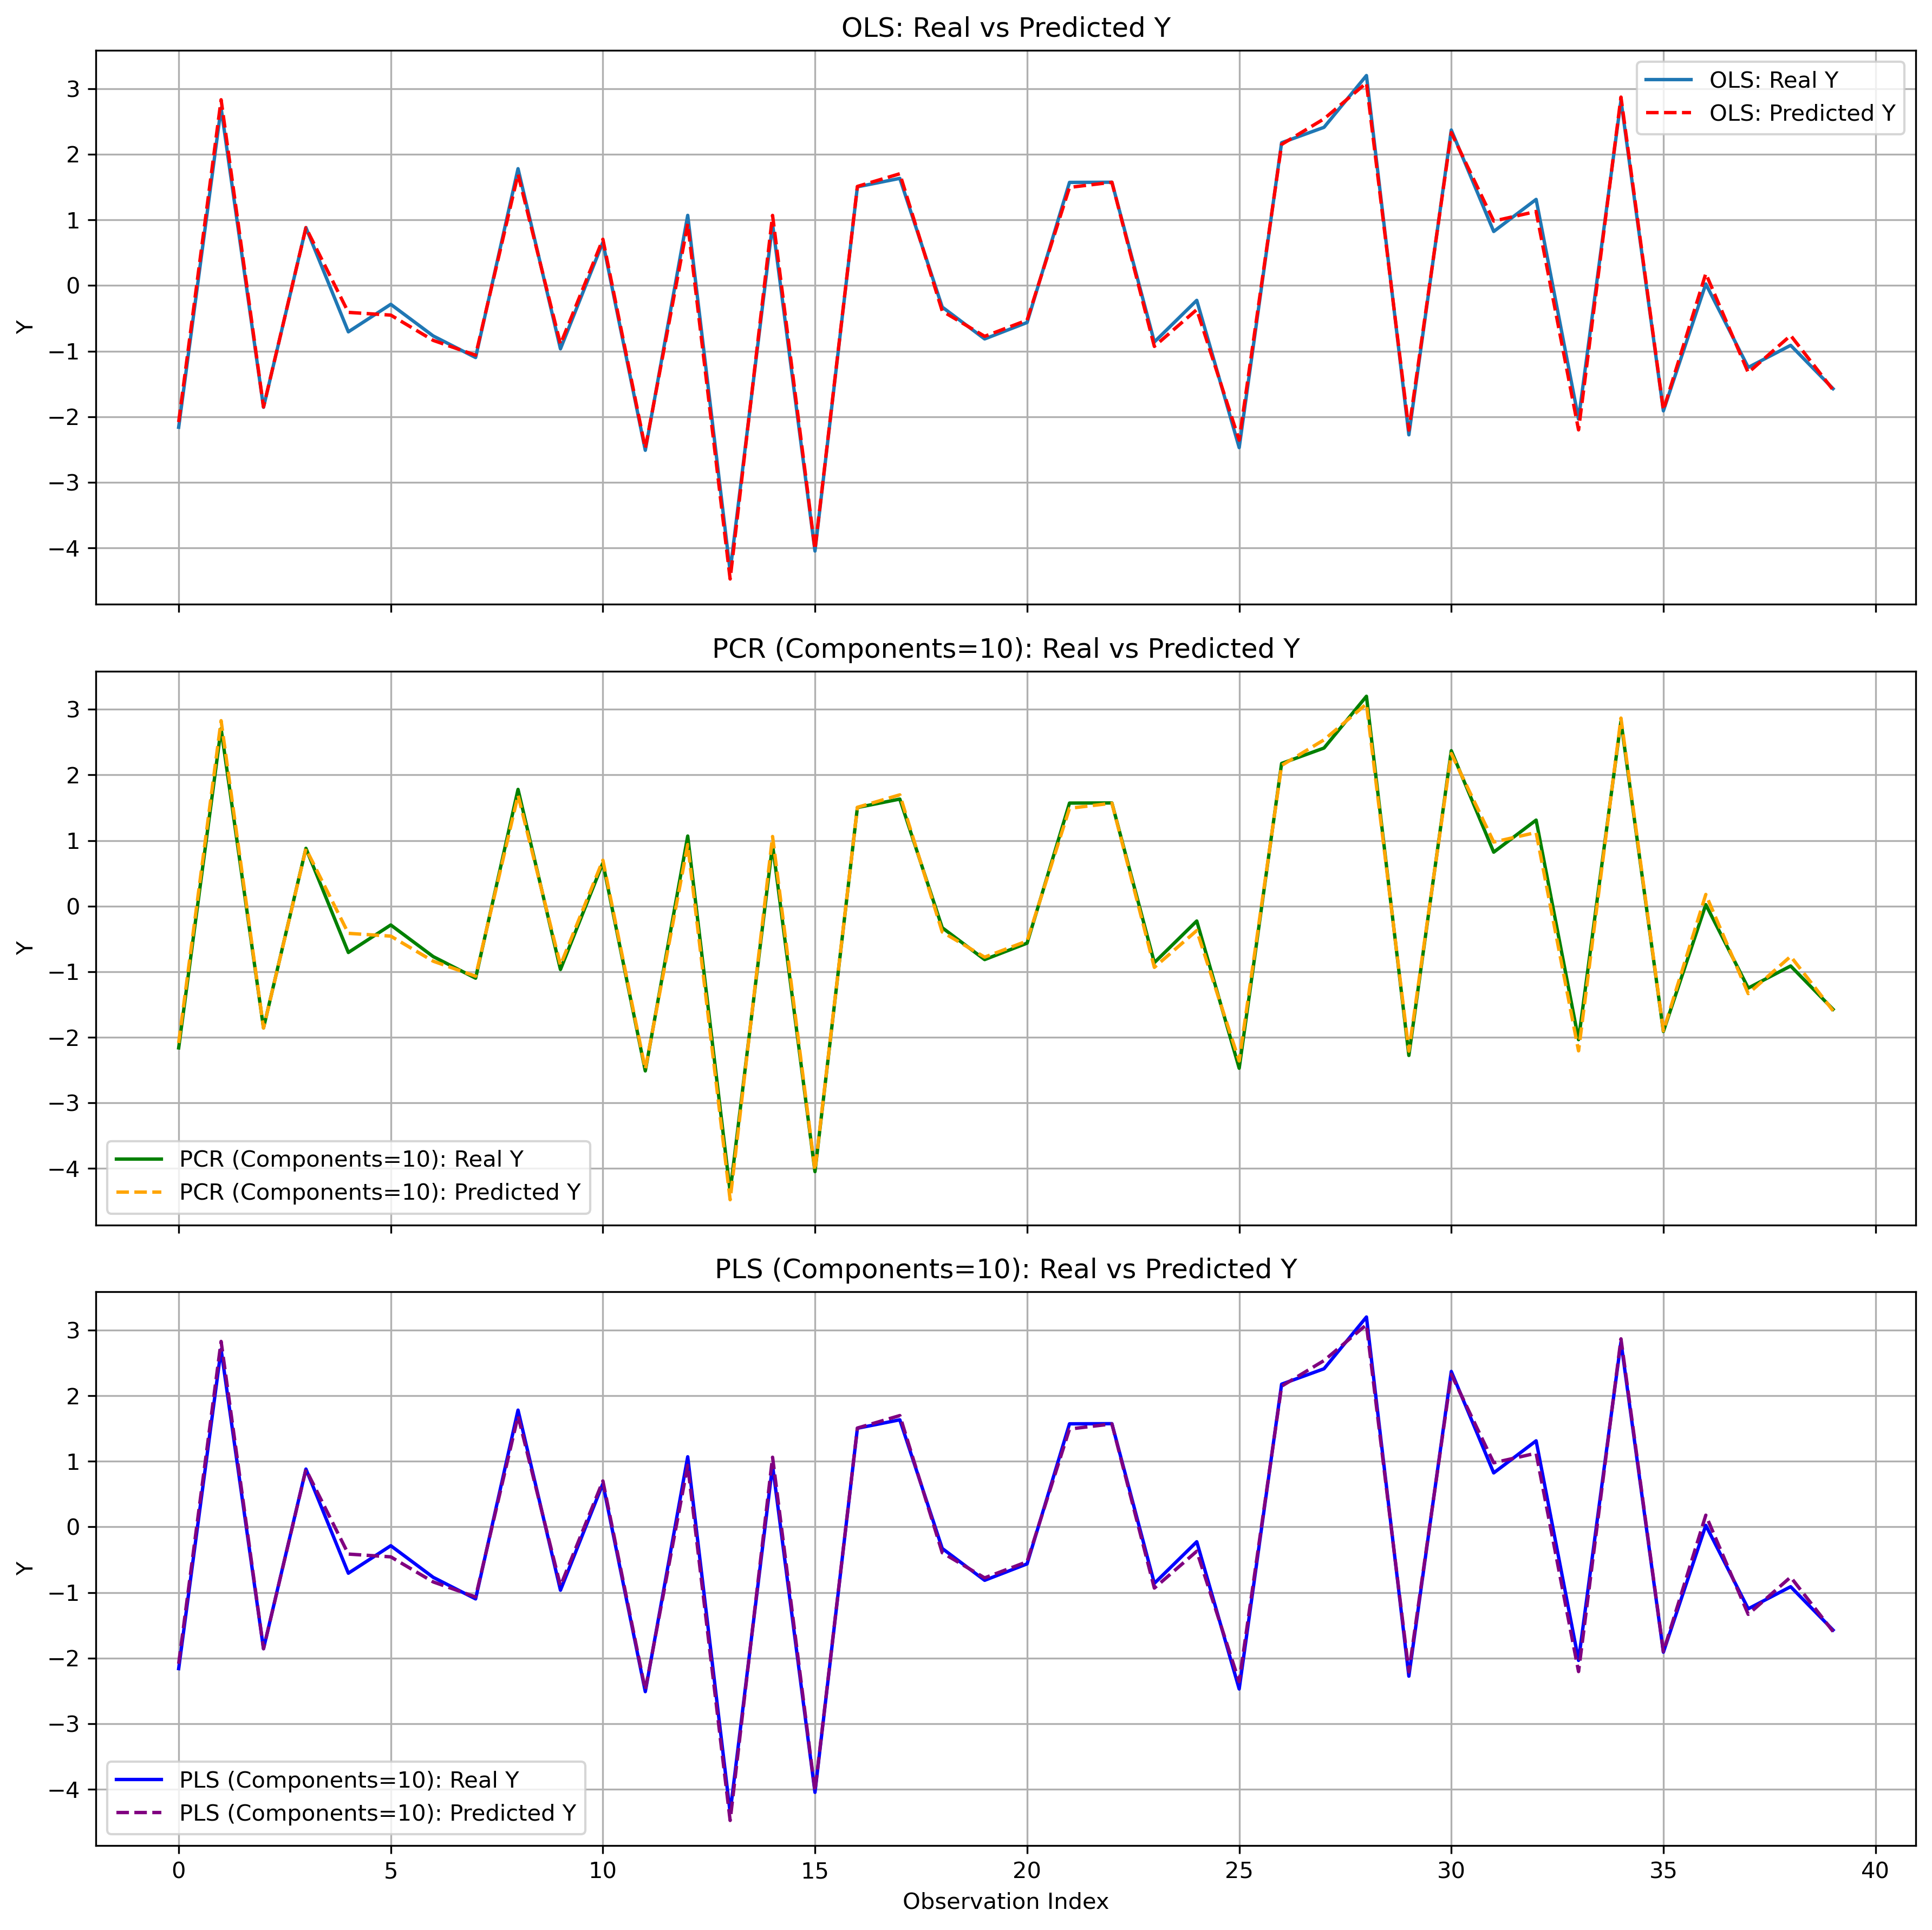 OLS: Real vs Predicted Y
OLS: Real Y
OLS: Predicted Y
3
2
1
0
−1
−2
−3
−4
Y
PCR (Components=10): Real vs Predicted Y
3
2
1
0
−1
−2
−3
−4
Y
PCR (Components=10): Real Y
PCR (Components=10): Predicted Y
PLS (Components=10): Real vs Predicted Y
3
2
1
0
−1
−2
−3
−4
Y
PLS (Components=10): Real Y
PLS (Components=10): Predicted Y
0 5 10 15 20 25 30 35 40
Observation Index